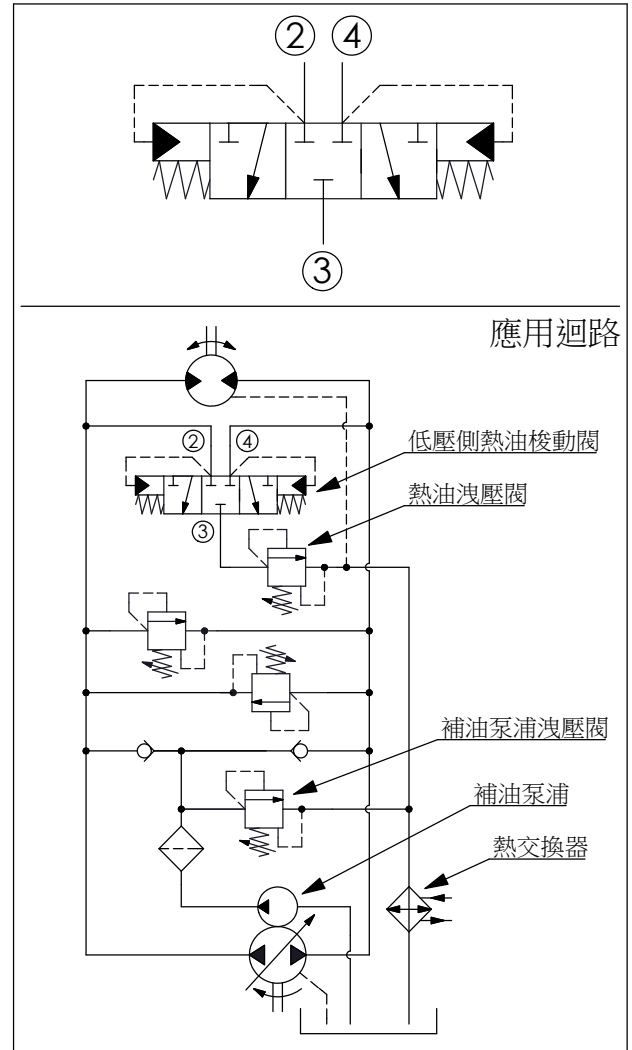 ② ④
③
應用迴路
② ④
低壓側熱油梭動閥
熱油洩壓閥
③
補油泵浦洩壓閥
補油泵浦
熱交換器